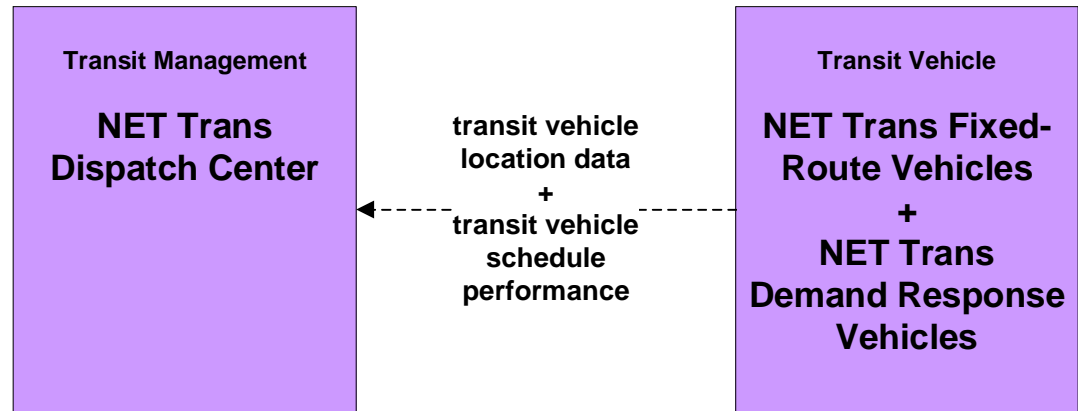 Transit Management
NET Trans
Dispatch Center
transit vehicle
location data
+
transit vehicle
schedule
performance
Transit Vehicle
NET Trans Fixed-
Route Vehicles
+
NET Trans
Demand Response
Vehicles